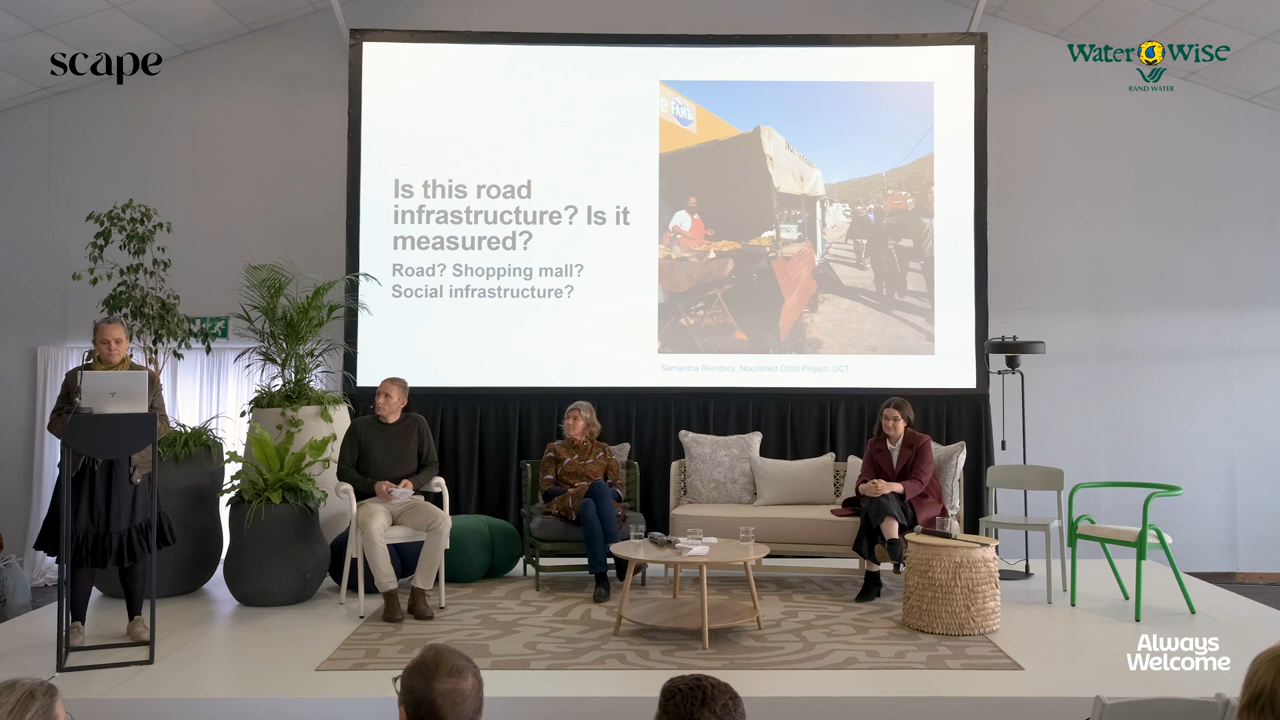 scape
Water Wise
RAND WATER
FANTA
Is this road
infrastructure? Is it
measured?
Road? Shopping mall?
Social infrastructure?
Samantha Reinders, Nourished Child Project, UCT
Always
Welcome